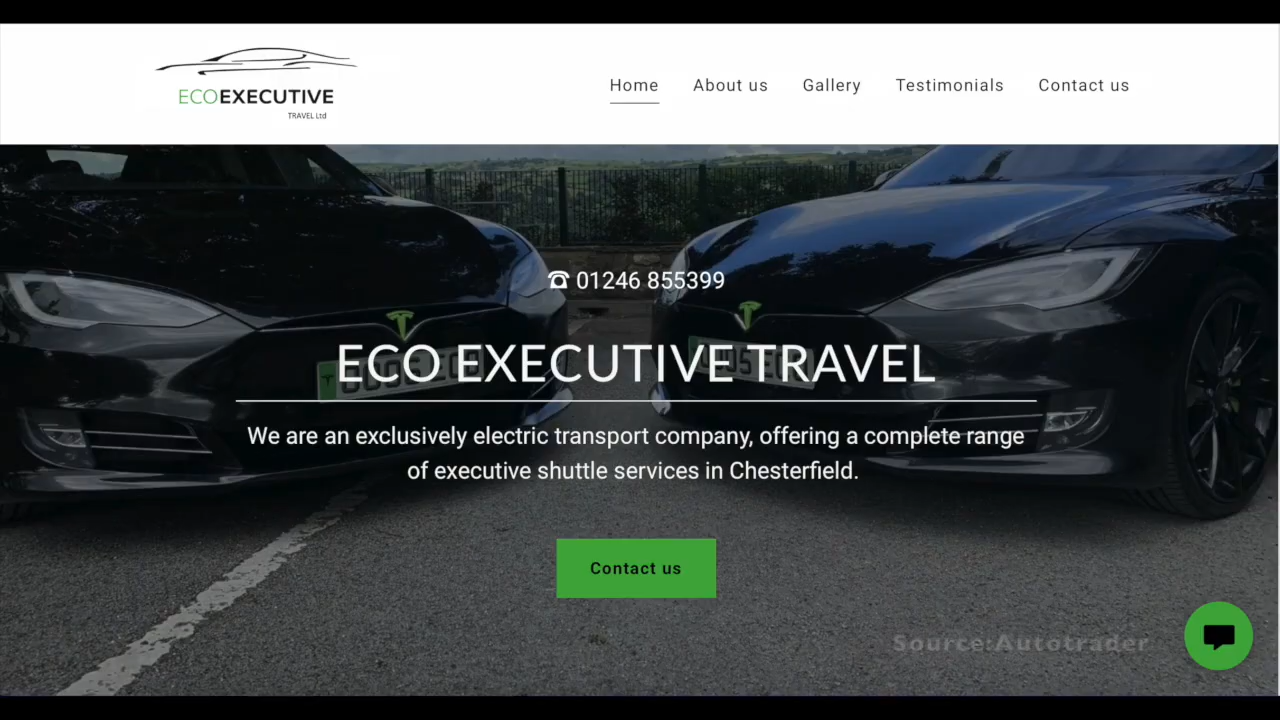 ECOEXECUTIVE
TRAVEL Ltd
Home
About us
Gallery
Testimonials
Contact us
☎ 01246 855399
ECO EXECUTIVE TRAVEL
We are an exclusively electric transport company, offering a complete range
of executive shuttle services in Chesterfield.
Contact us
Source:Autotrader